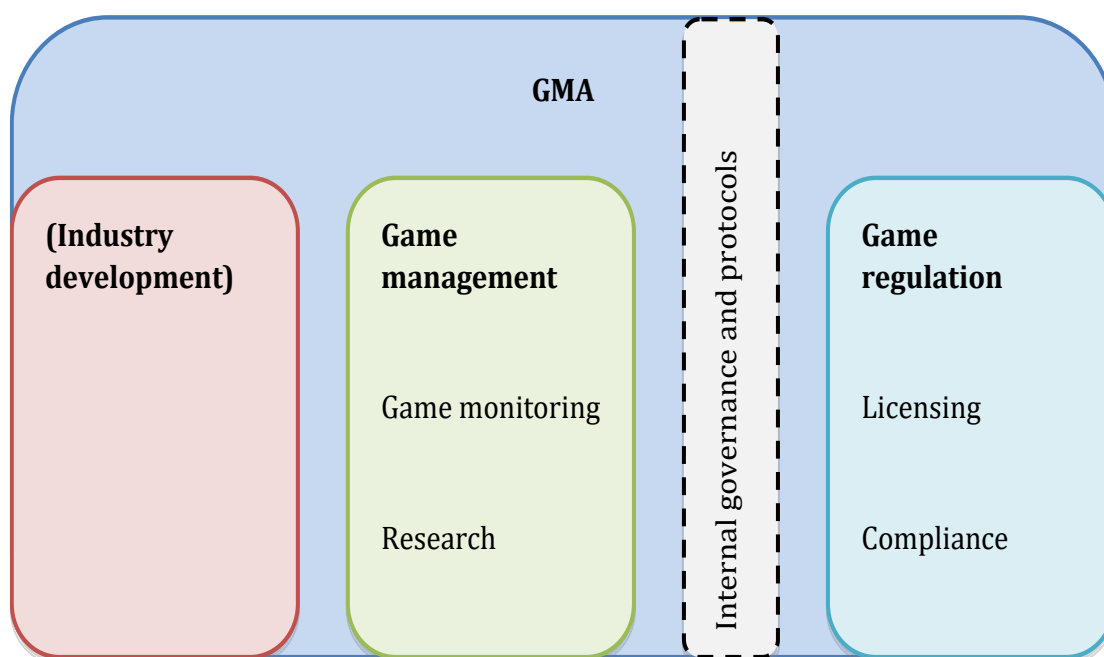 GMA
(Industry
development)
Game
management
Game monitoring
Research
Internal governance and protocols
Game
regulation
Licensing
Compliance